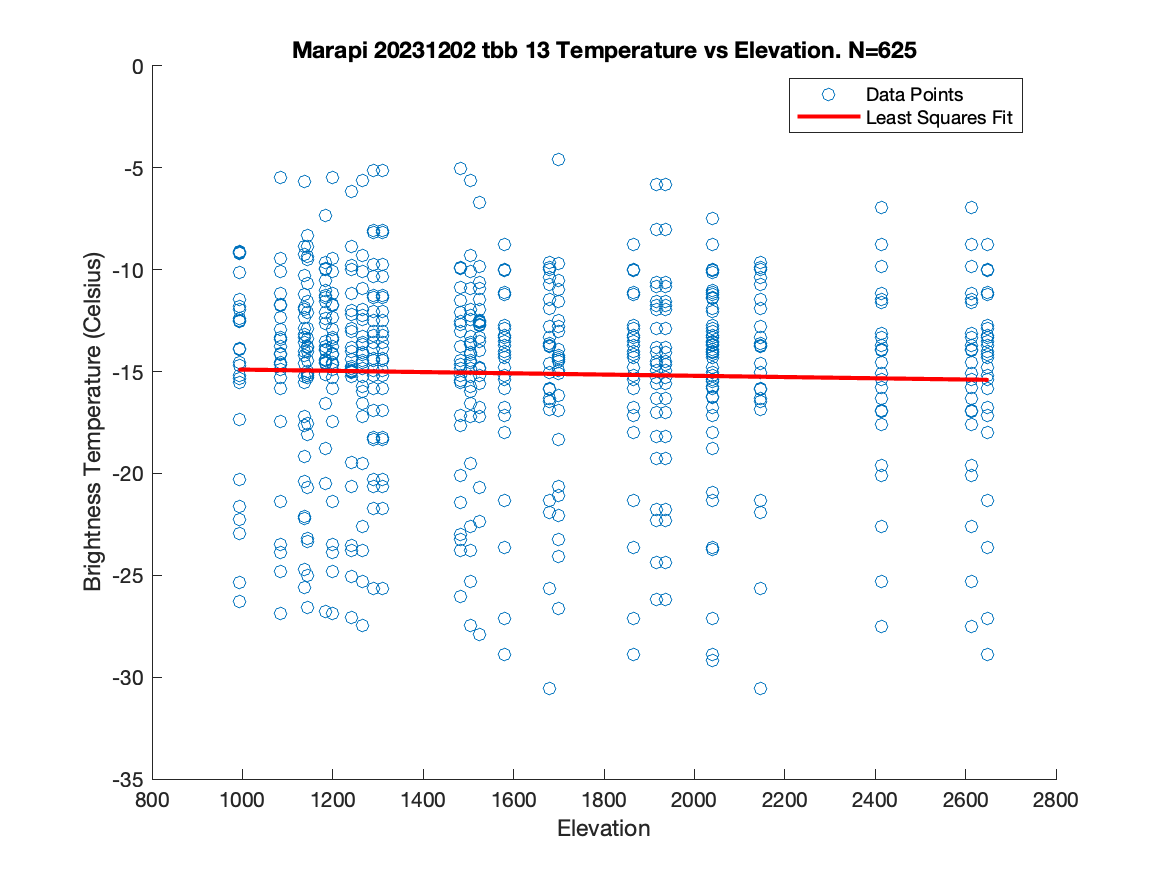 Marapi 20231202 tbb 13 Temperature vs Elevation. N=625
Data Points
Least Squares Fit
0
-5
-10
-15
-20
-25
-30
-35
Brightness Temperature (Celsius)
800 1000 1200 1400 1600 1800 2000 2200 2400 2600 2800
Elevation